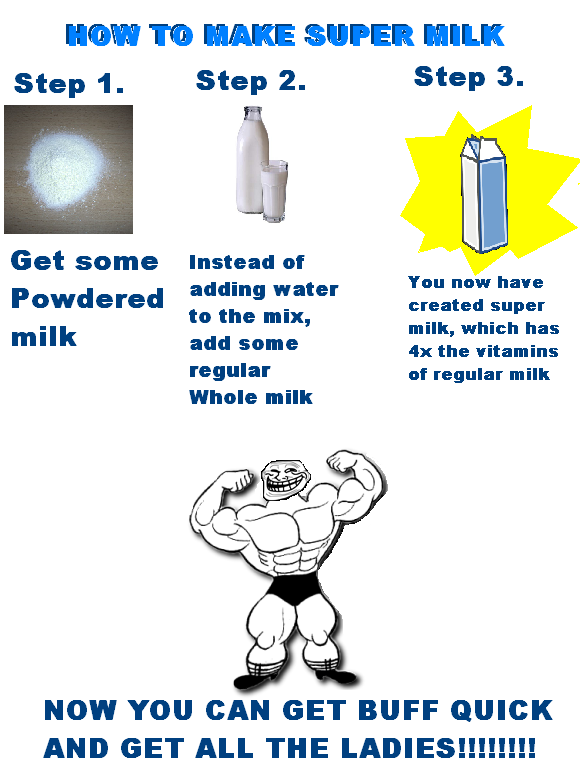 HOW TO MAKE SUPER MILK
Step 1.
Get some
Powdered
milk
Step 2.
Instead of
adding water
to the mix,
add some
regular
Whole milk
Step 3.
You now have
created super
milk, which has
4x the vitamins
of regular milk
NOW YOU CAN GET BUFF QUICK
AND GET ALL THE LADIES!!!!!!!!